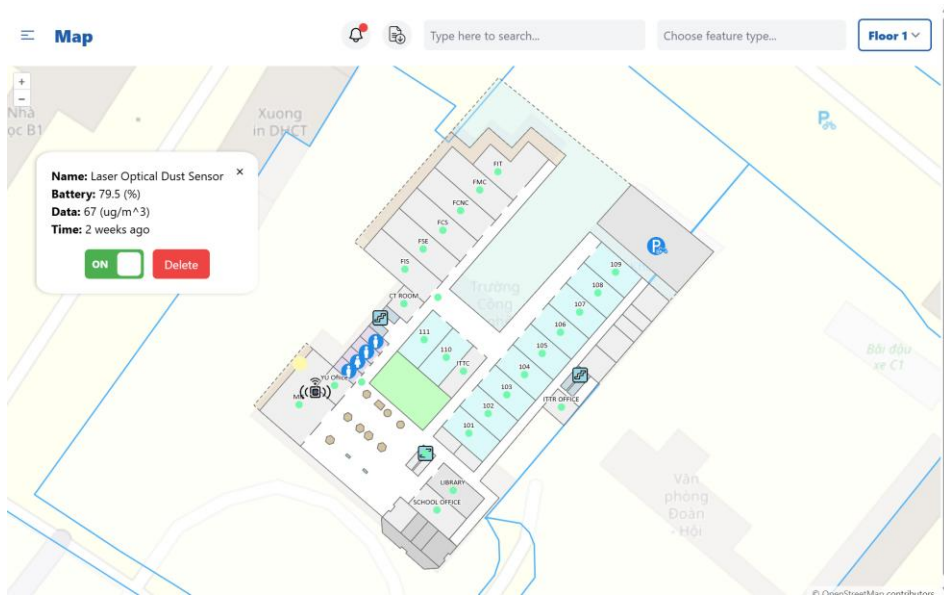 Map
Type here to search...
Choose feature type...
Floor 1
+
−
Nhà
ọc B1
Xuong
in DHCT
Name: Laser Optical Dust Sensor ×
Battery: 79.5 (%)
Data: 67 (ug/m^3)
Time: 2 weeks ago
ON
Delete
FIT
FMC
FCNC
FCS
FSE
FIS
CT ROOM
Trường
Công
109
108
107
106
105
104
103
102
101
111
110
ITTC
YU Office
ITTR OFFICE
LIBRARY
SCHOOL OFFICE
P
P
Bãi đậu
xe C1
Văn
phòng
Đoàn
- Hội
© OpenStreetMap contributors